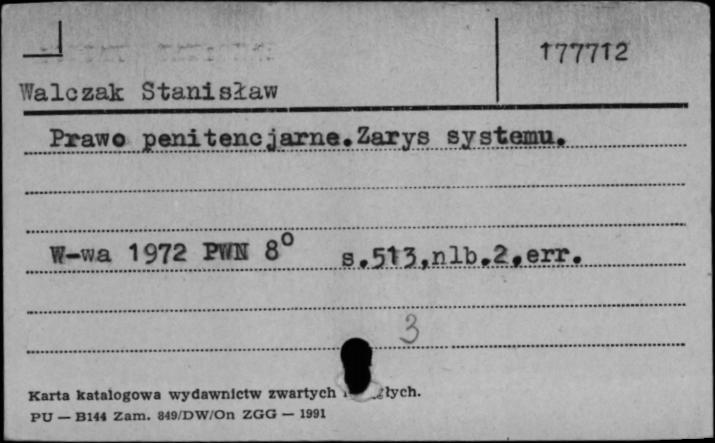 177712
Walczak Stanisław
Prawo penitencjarne.Zarys systemu.
W-wa 1972 PWN 8° s.513,nlb.2,err.
3
Karta katalogowa wydawnictw zwartych
PU — B144 Zam. 849/DW/On ZGG — 1991